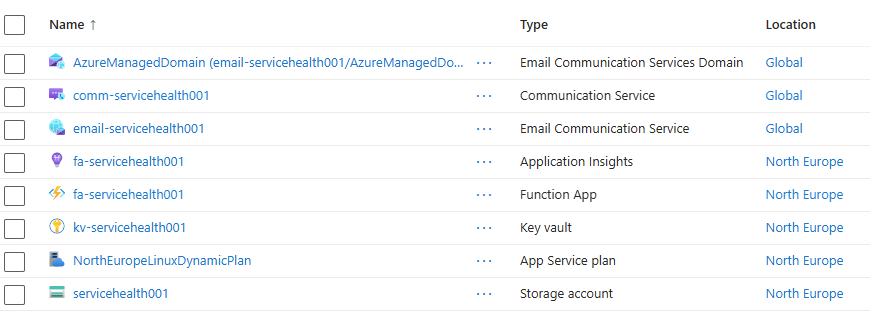 Name ↑ Type Location
AzureManagedDomain (email-servicehealth001/AzureManagedDo... ... Email Communication Services Domain Global
comm-servicehealth001 ... Communication Service Global
email-servicehealth001 ... Email Communication Service Global
fa-servicehealth001 ... Application Insights North Europe
fa-servicehealth001 ... Function App North Europe
kv-servicehealth001 ... Key vault North Europe
NorthEuropeLinuxDynamicPlan ... App Service plan North Europe
servicehealth001 ... Storage account North Europe